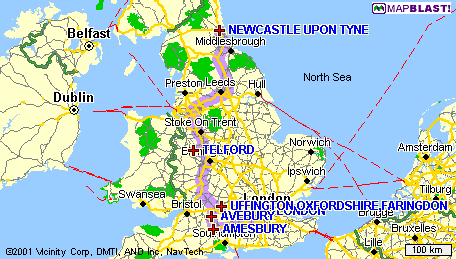 MAPBLAST!
NEWCASTLE UPON TYNE
Belfast
Middlesbrough
North Sea
Preston
Leeds
Hull
Dublin
Stoke On Trent
Norwich
TELFORD
Amsterdam
Ipswich
Swansea
London
Tilburg
UFFINGTON OXFORDSHIRE FARINGDON
Bristol
AVEBURY
LONDON
Brugge
AMESBURY
Bruxelles
Lille
©2001 Vicinity Corp, DMTI, AND Inc, NavTech
100 km